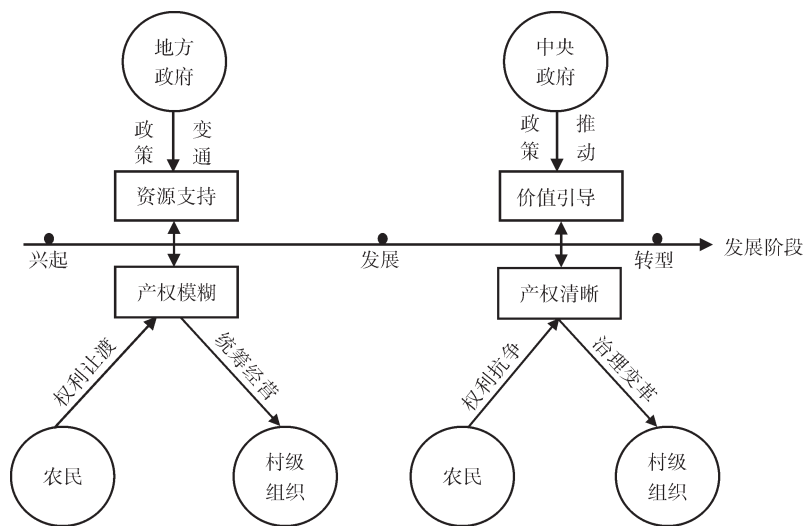 地方
政府
中央
政府
政策
变通
政策
推动
资源支持
价值引导
兴起
发展
转型
发展阶段
产权模糊
产权清晰
权利让渡
统筹经营
权利抗争
治理变革
农民
村级
组织
农民
村级
组织